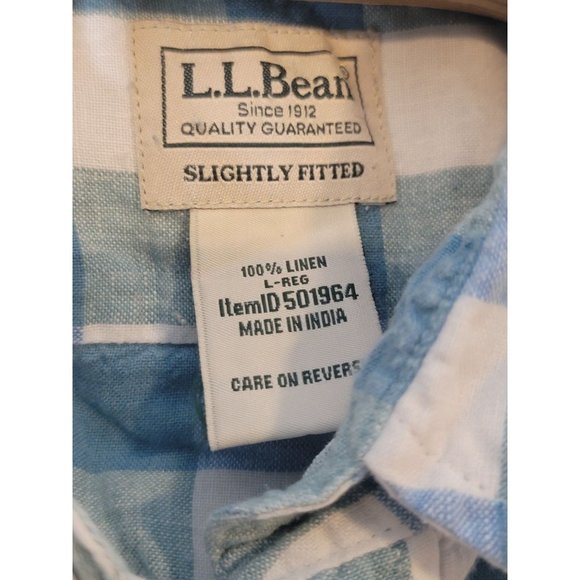 L.L.Bean®
Since 1912
QUALITY GUARANTEED
SLIGHTLY FITTED
100% LINEN
L-REG
ItemID 501964
MADE IN INDIA
CARE ON REVERS